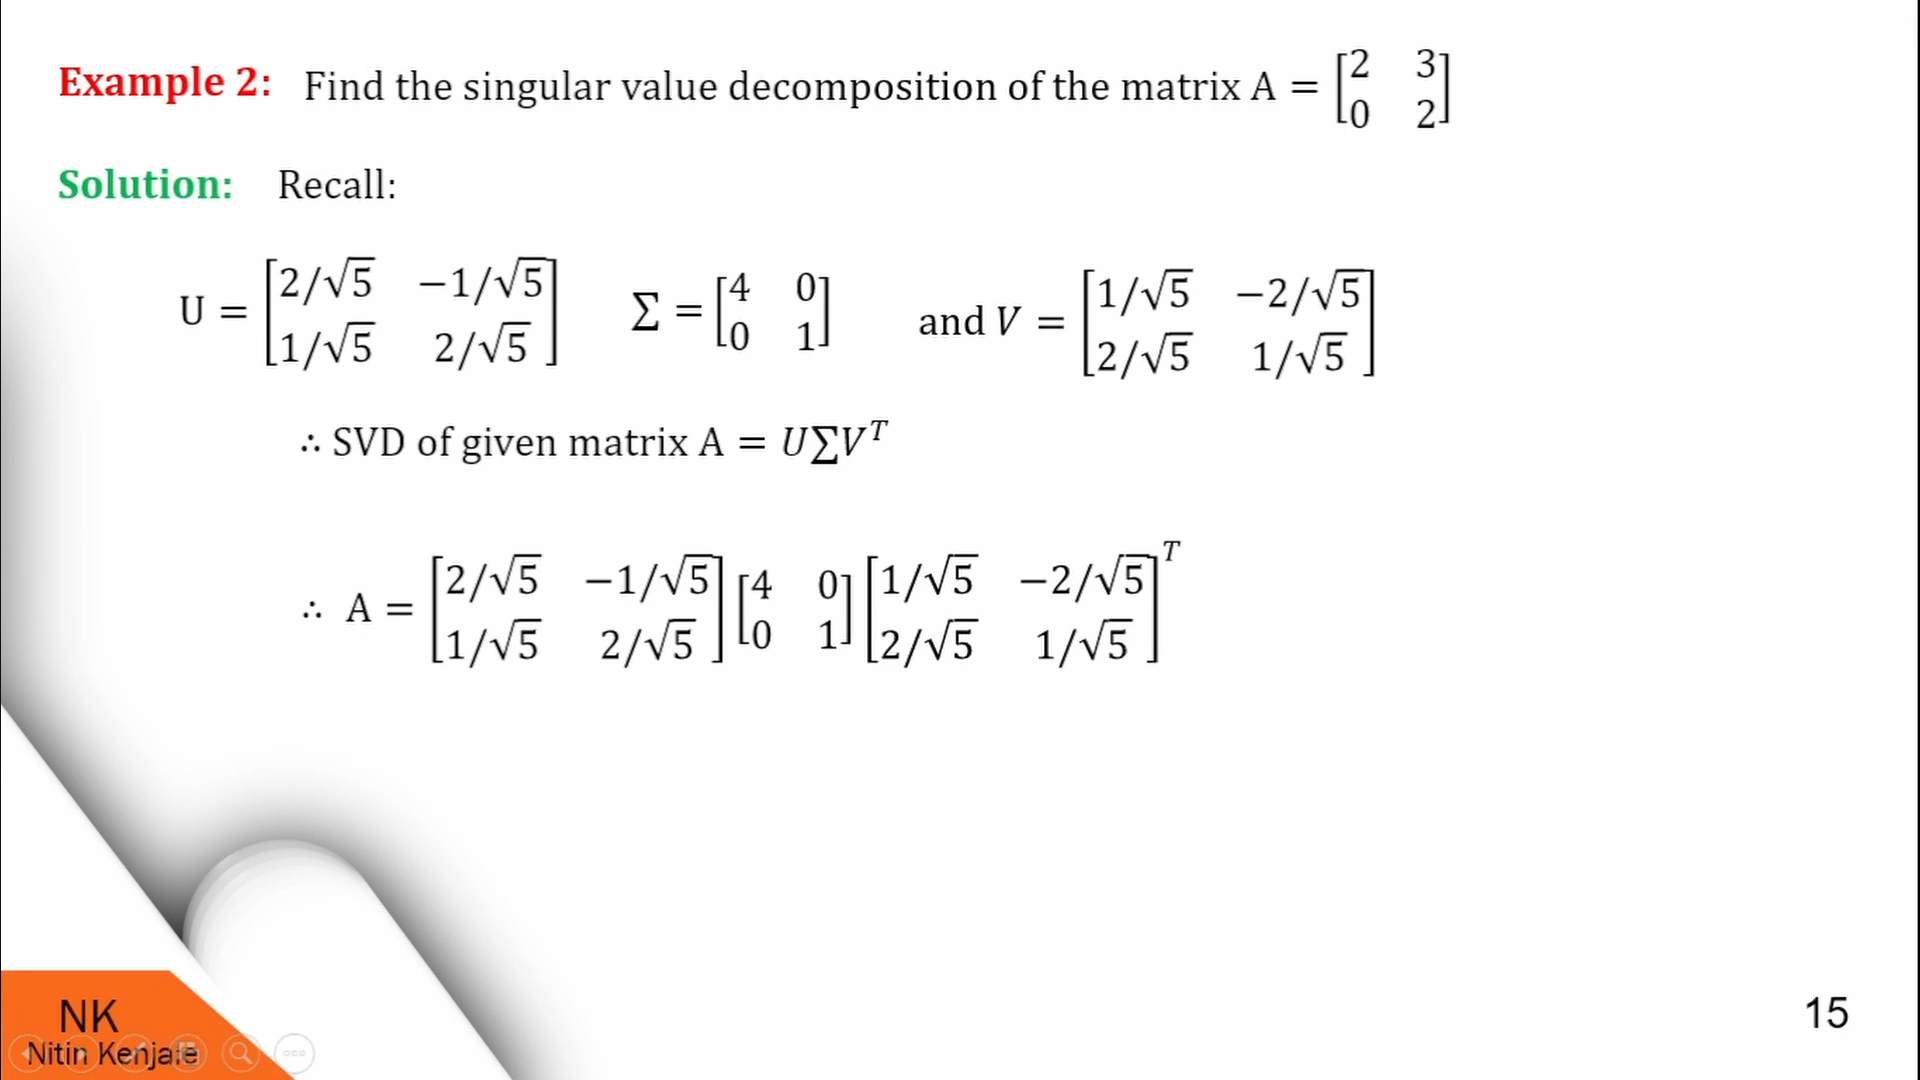 Example 2: Find the singular value decomposition of the matrix A = [2 3; 0 2]
Solution: Recall:
U = [2/√5 −1/√5; 1/√5 2/√5] ∑ = [4 0; 0 1] and V = [1/√5 −2/√5; 2/√5 1/√5]
∴ SVD of given matrix A = U∑Vᵀ
∴ A = [2/√5 −1/√5; 1/√5 2/√5] [4 0; 0 1] [1/√5 −2/√5; 2/√5 1/√5]ᵀ
NK
Nitin Kenjale
15